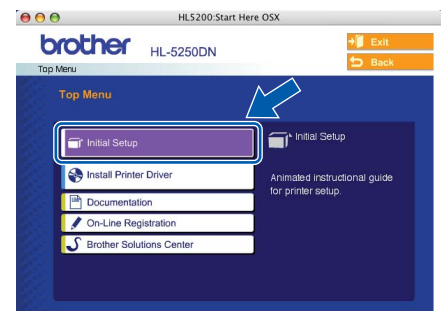 HL5200:Start Here OSX
brother HL-5250DN
Exit
Back
Top Menu
Top Menu
Initial Setup
Install Printer Driver
Documentation
On-Line Registration
Brother Solutions Center
Initial Setup
Animated instructional guide
for printer setup.